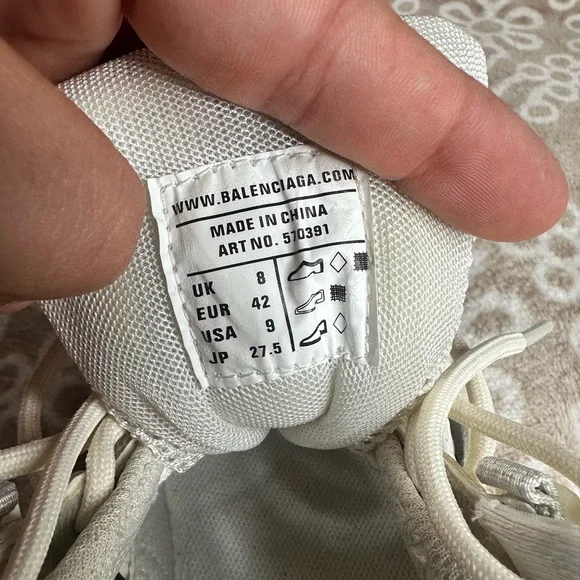 WWW.BALENCIAGA.COM
MADE IN CHINA
ART NO. 570391
UK 8
EUR 42
USA 9
JP 27.5